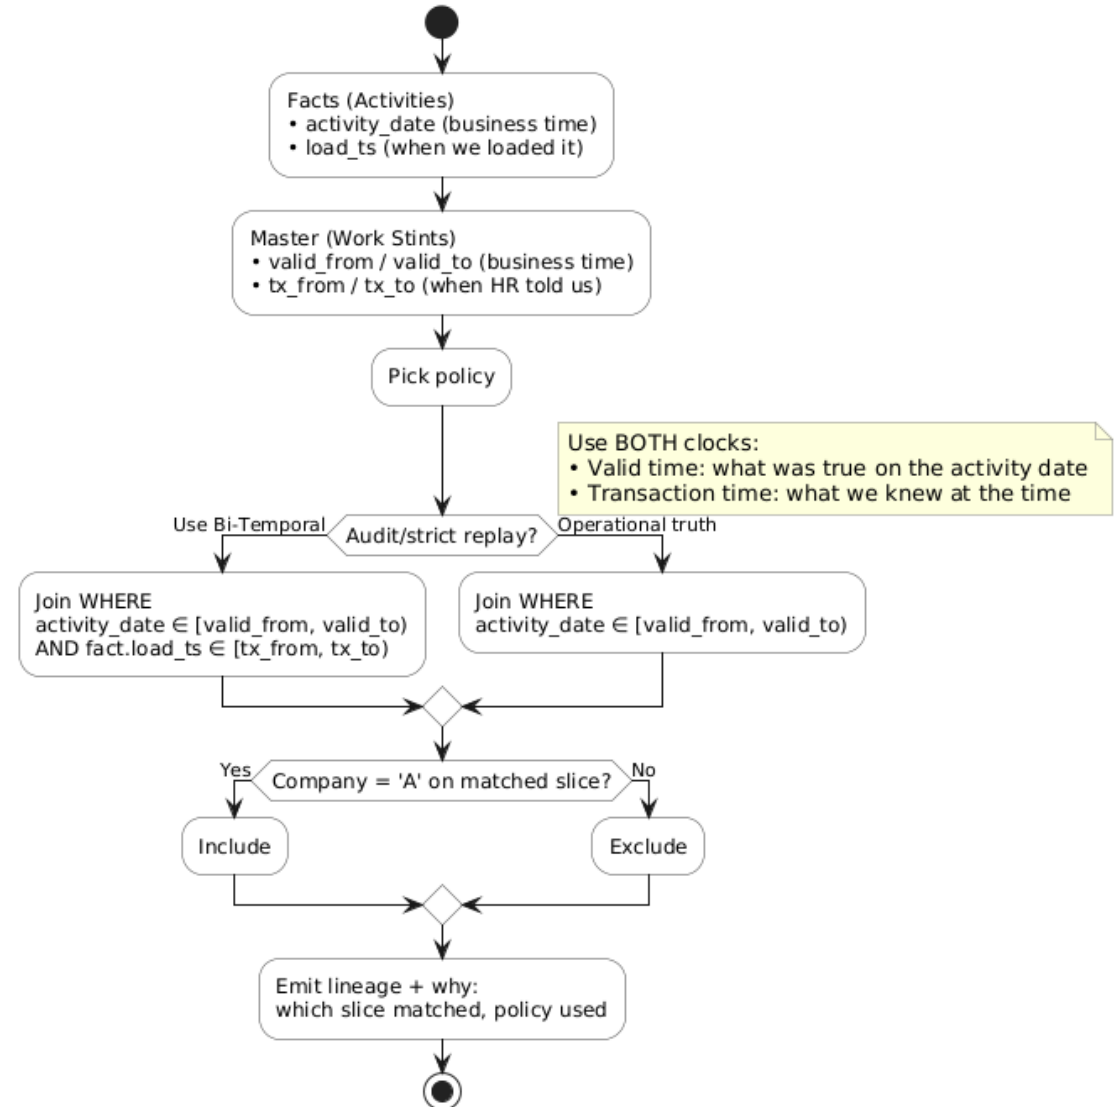 Facts (Activities)
• activity_date (business time)
• load_ts (when we loaded it)
Master (Work Stints)
• valid_from / valid_to (business time)
• tx_from / tx_to (when HR told us)
Pick policy
Use BOTH clocks:
• Valid time: what was true on the activity date
• Transaction time: what we knew at the time
Use Bi-Temporal
Audit/strict replay?
Operational truth
Join WHERE
activity_date ∈ [valid_from, valid_to)
AND fact.load_ts ∈ [tx_from, tx_to)
Join WHERE
activity_date ∈ [valid_from, valid_to)
Yes
Company = 'A' on matched slice?
No
Include
Exclude
Emit lineage + why:
which slice matched, policy used